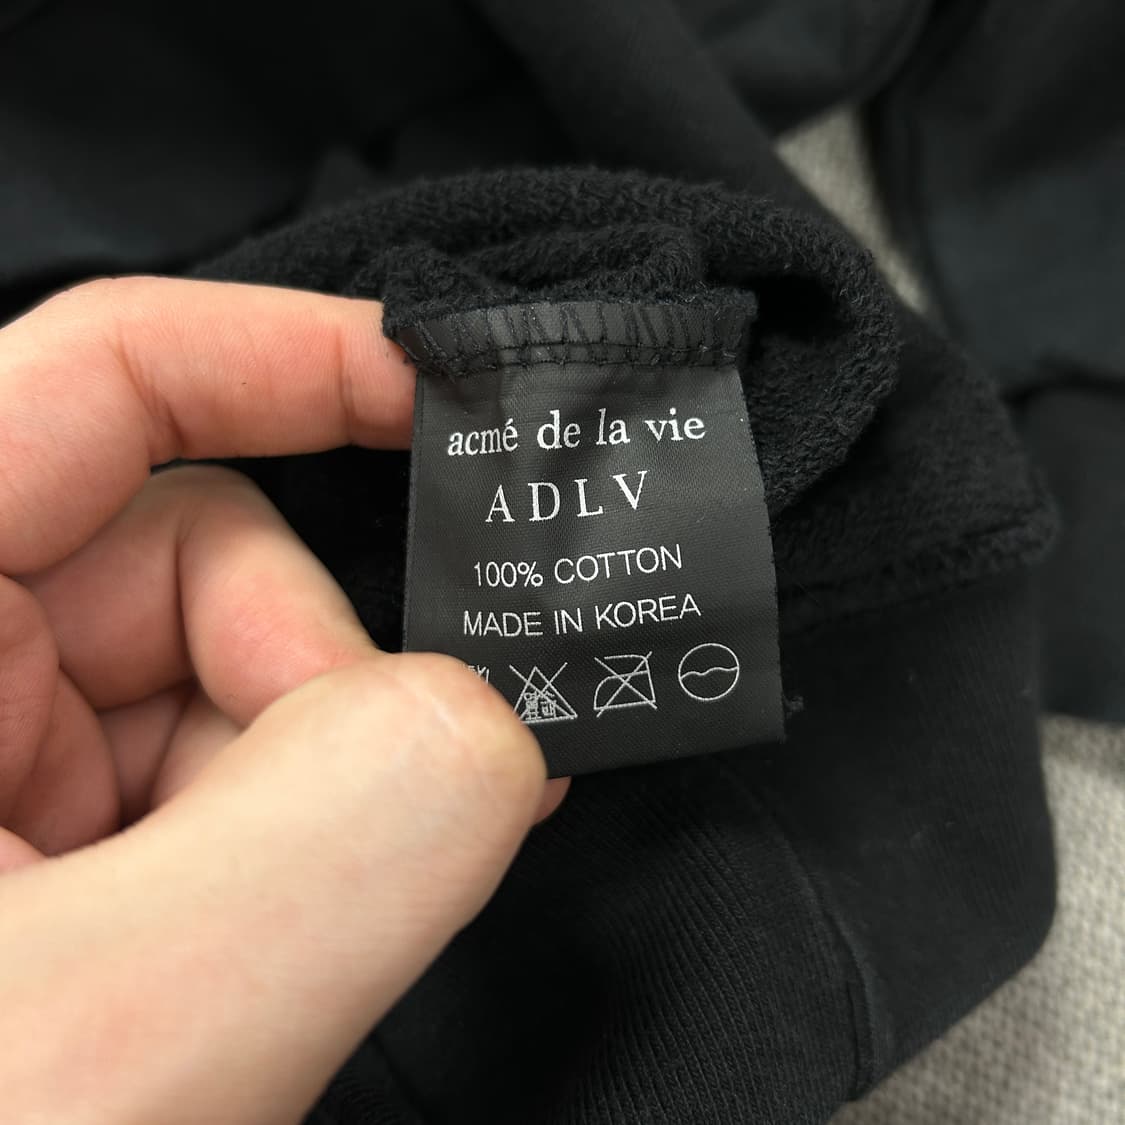 acmé de la vie
ADLV
100% COTTON
MADE IN KOREA